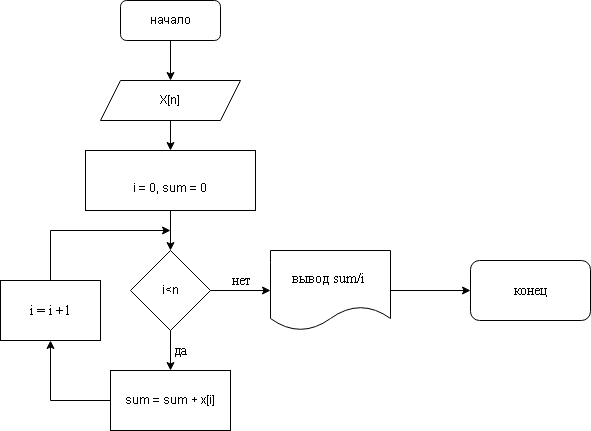 начало
X[n]
i = 0, sum = 0
i<n
нет
вывод sum/i
конец
да
sum = sum + x[i]
i = i +1